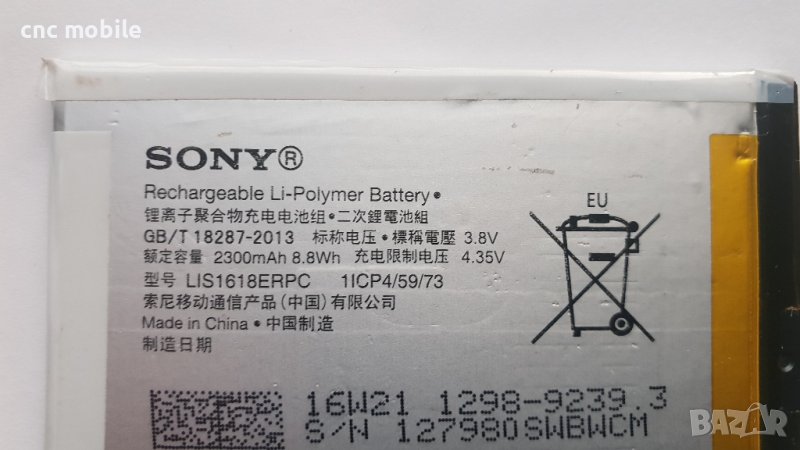 cnc mobile
SONY®
Rechargeable Li-Polymer Battery •
锂离子聚合物充电电池组 • 二次鋰電池組
GB/T 18287-2013 标称电压 • 標稱電壓 3.8V
额定容量 2300mAh 8.8Wh 充电限制电压 4.35V
型号 LIS1618ERPC 1ICP4/59/73
索尼移动通信产品(中国)有限公司
Made in China • 中国制造
制造日期
EU
16W21 1298-9239.3
S/N 127980SWBWCM
BAZAR